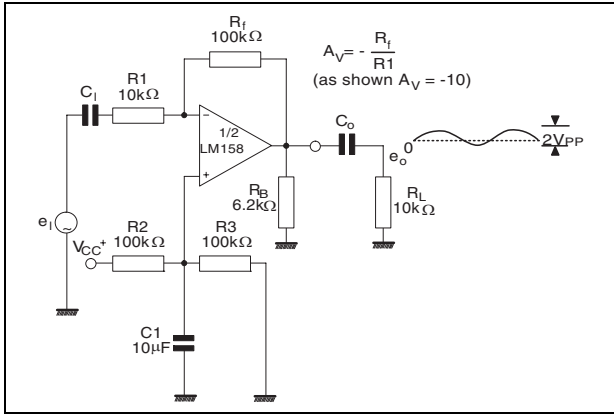 Rf
100kΩ
AV = - Rf
R1
(as shown AV = -10)
R1
10kΩ
CI
1/2
LM158
Co
eo
0
2VPP
RB
6.2kΩ
RL
10kΩ
eI
VCC+
R2
100kΩ
R3
100kΩ
C1
10µF